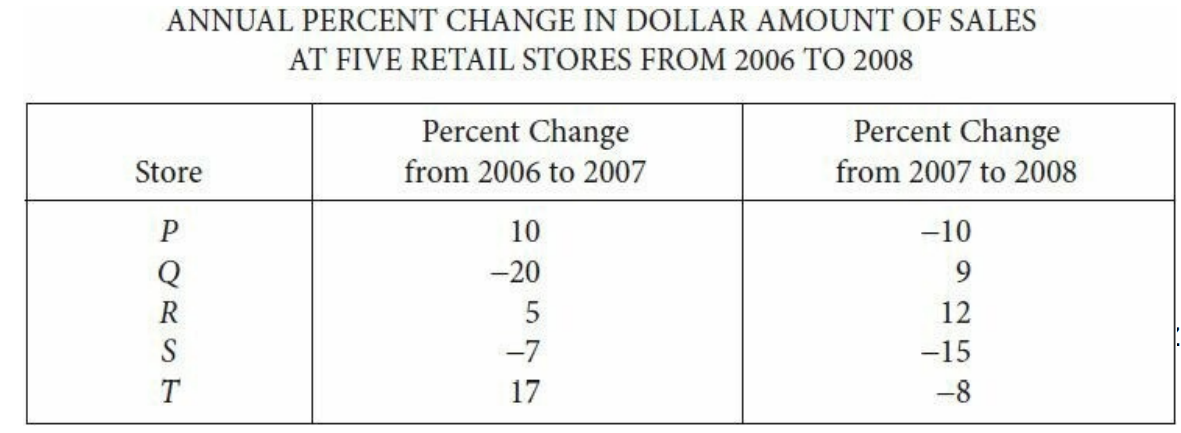 ANNUAL PERCENT CHANGE IN DOLLAR AMOUNT OF SALES
AT FIVE RETAIL STORES FROM 2006 TO 2008
Store
Percent Change
from 2006 to 2007
Percent Change
from 2007 to 2008
P 10 –10
Q –20 9
R 5 12
S –7 –15
T 17 –8